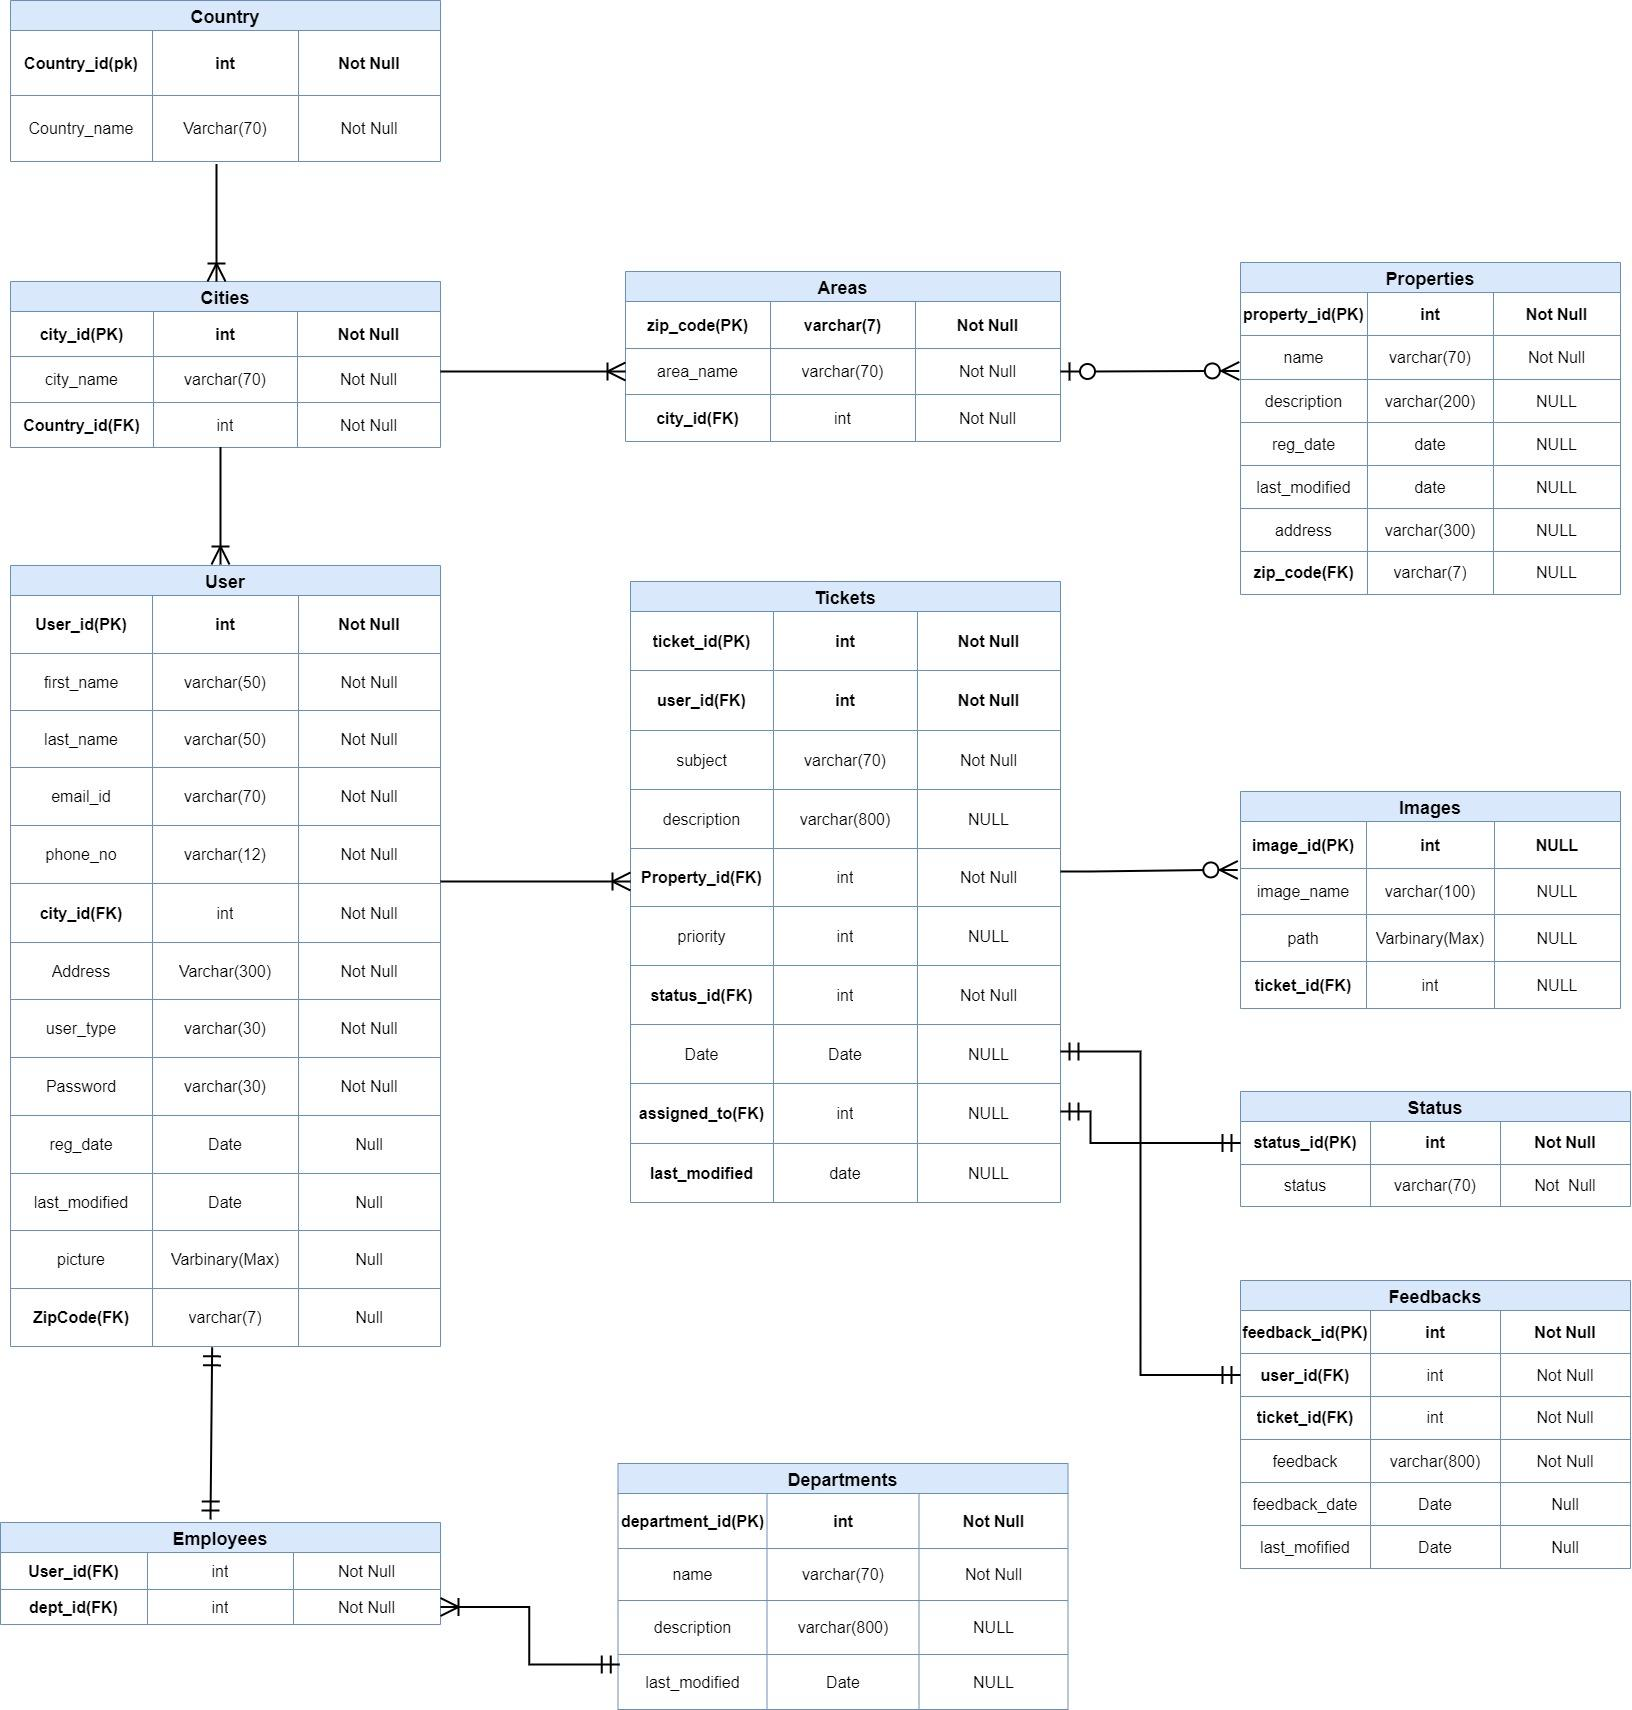 Country
Country_id(pk) int Not Null
Country_name Varchar(70) Not Null
Cities
city_id(PK) int Not Null
city_name varchar(70) Not Null
Country_id(FK) int Not Null
Areas
zip_code(PK) varchar(7) Not Null
area_name varchar(70) Not Null
city_id(FK) int Not Null
Properties
property_id(PK) int Not Null
name varchar(70) Not Null
description varchar(200) NULL
reg_date date NULL
last_modified date NULL
address varchar(300) NULL
zip_code(FK) varchar(7) NULL
User
User_id(PK) int Not Null
first_name varchar(50) Not Null
last_name varchar(50) Not Null
email_id varchar(70) Not Null
phone_no varchar(12) Not Null
city_id(FK) int Not Null
Address Varchar(300) Not Null
user_type varchar(30) Not Null
Password varchar(30) Not Null
reg_date Date Null
last_modified Date Null
picture Varbinary(Max) Null
ZipCode(FK) varchar(7) Null
Tickets
ticket_id(PK) int Not Null
user_id(FK) int Not Null
subject varchar(70) Not Null
description varchar(800) NULL
Property_id(FK) int Not Null
priority int NULL
status_id(FK) int Not Null
Date Date NULL
assigned_to(FK) int NULL
last_modified date NULL
Images
image_id(PK) int NULL
image_name varchar(100) NULL
path Varbinary(Max) NULL
ticket_id(FK) int NULL
Status
status_id(PK) int Not Null
status varchar(70) Not Null
Feedbacks
feedback_id(PK) int Not Null
user_id(FK) int Not Null
ticket_id(FK) int Not Null
feedback varchar(800) Not Null
feedback_date Date Null
last_mofified Date Null
Employees
User_id(FK) int Not Null
dept_id(FK) int Not Null
Departments
department_id(PK) int Not Null
name varchar(70) Not Null
description varchar(800) NULL
last_modified Date NULL